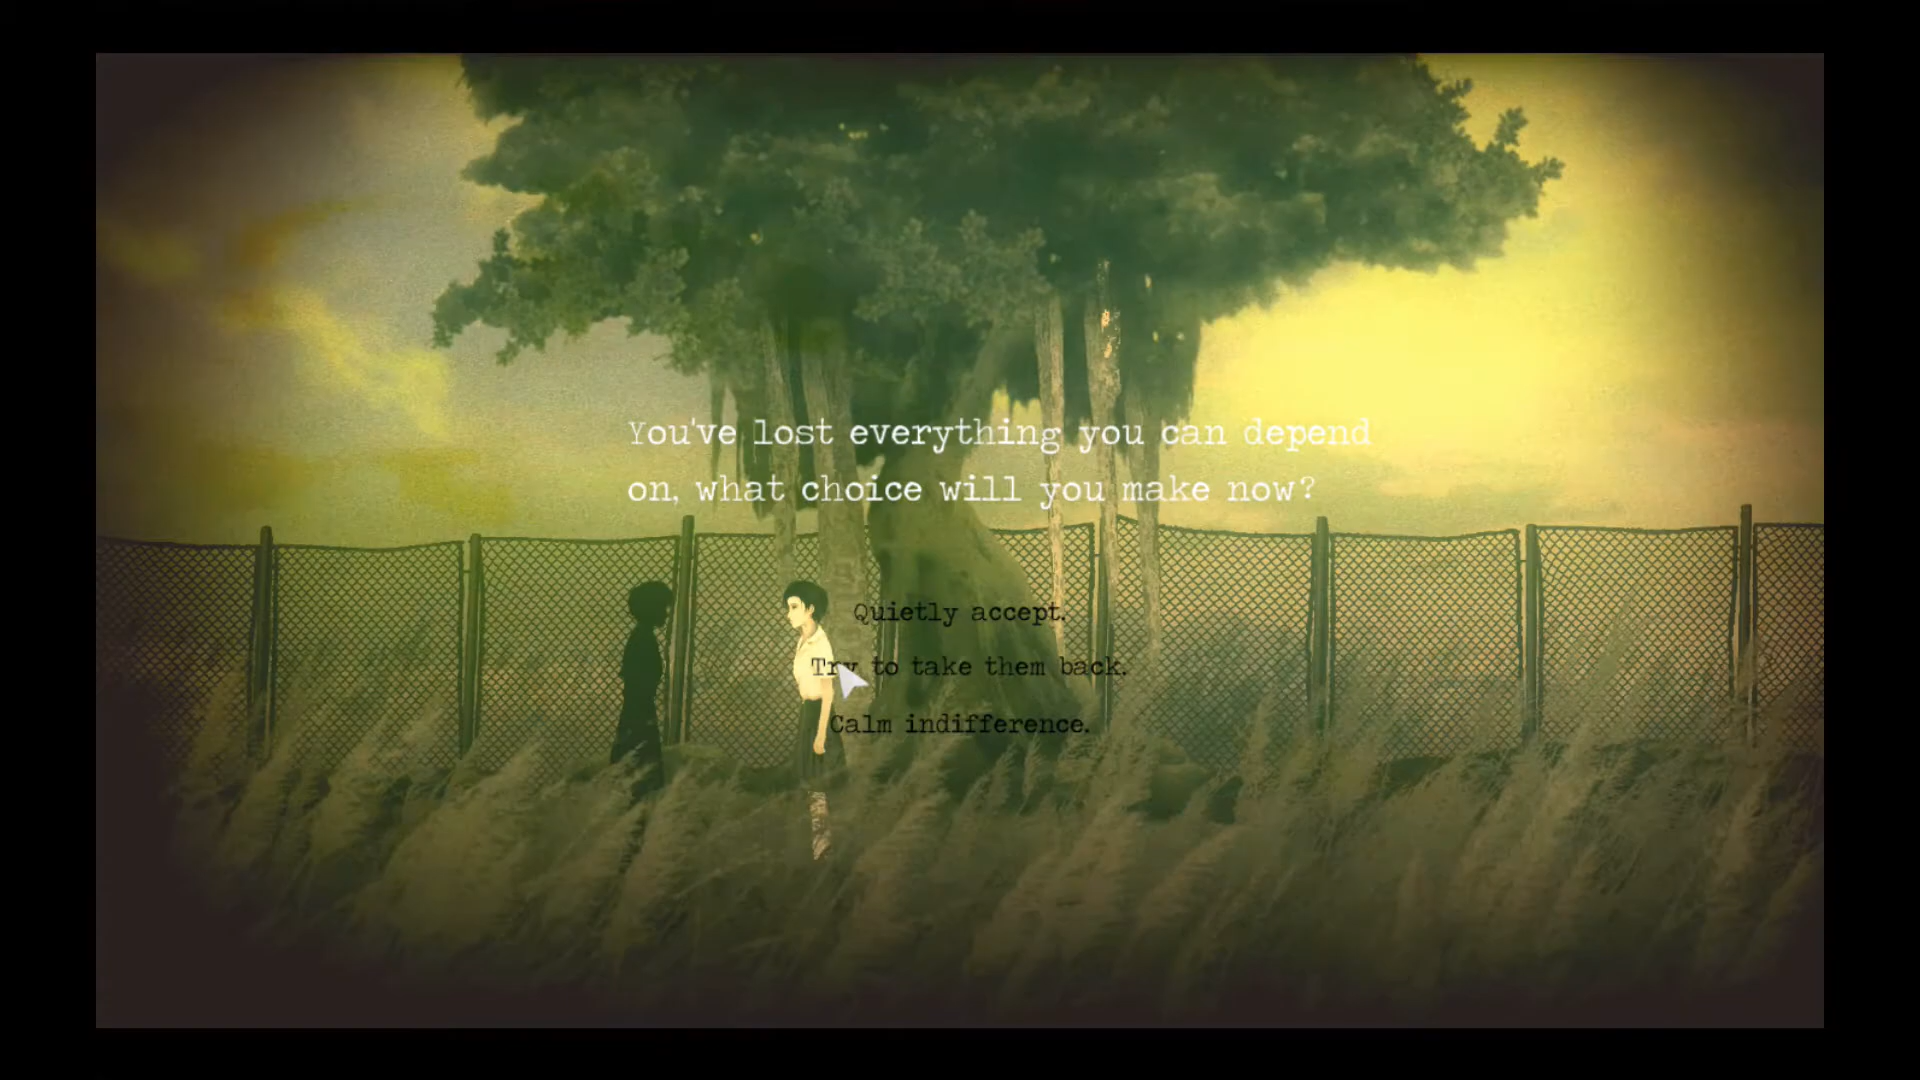 You've lost everything you can depend
on, what choice will you make now?
Quietly accept.
Try to take them back.
Calm indifference.